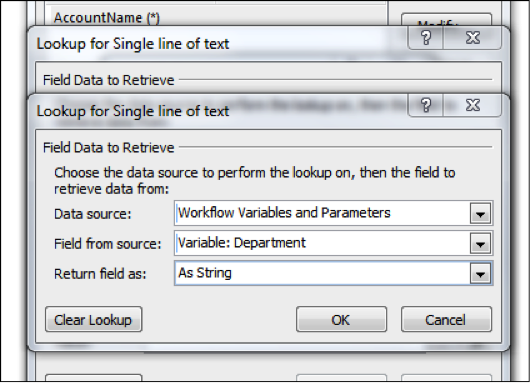 AccountName (*)
Modify...
Lookup for Single line of text
Field Data to Retrieve
Lookup for Single line of text
Field Data to Retrieve
Choose the data source to perform the lookup on, then the field to
retrieve data from:
Data source:
Workflow Variables and Parameters
Field from source:
Variable: Department
Return field as:
As String
Clear Lookup
OK
Cancel